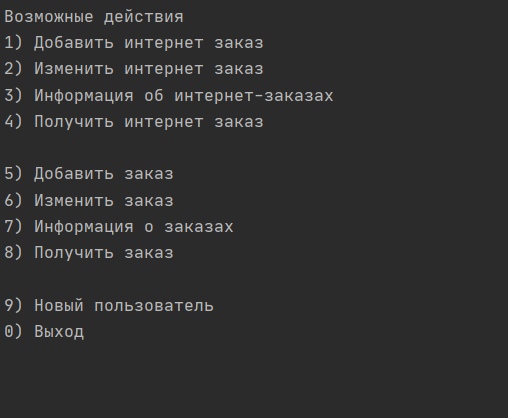 Возможные действия
1) Добавить интернет заказ
2) Изменить интернет заказ
3) Информация об интернет-заказах
4) Получить интернет заказ
5) Добавить заказ
6) Изменить заказ
7) Информация о заказах
8) Получить заказ
9) Новый пользователь
0) Выход